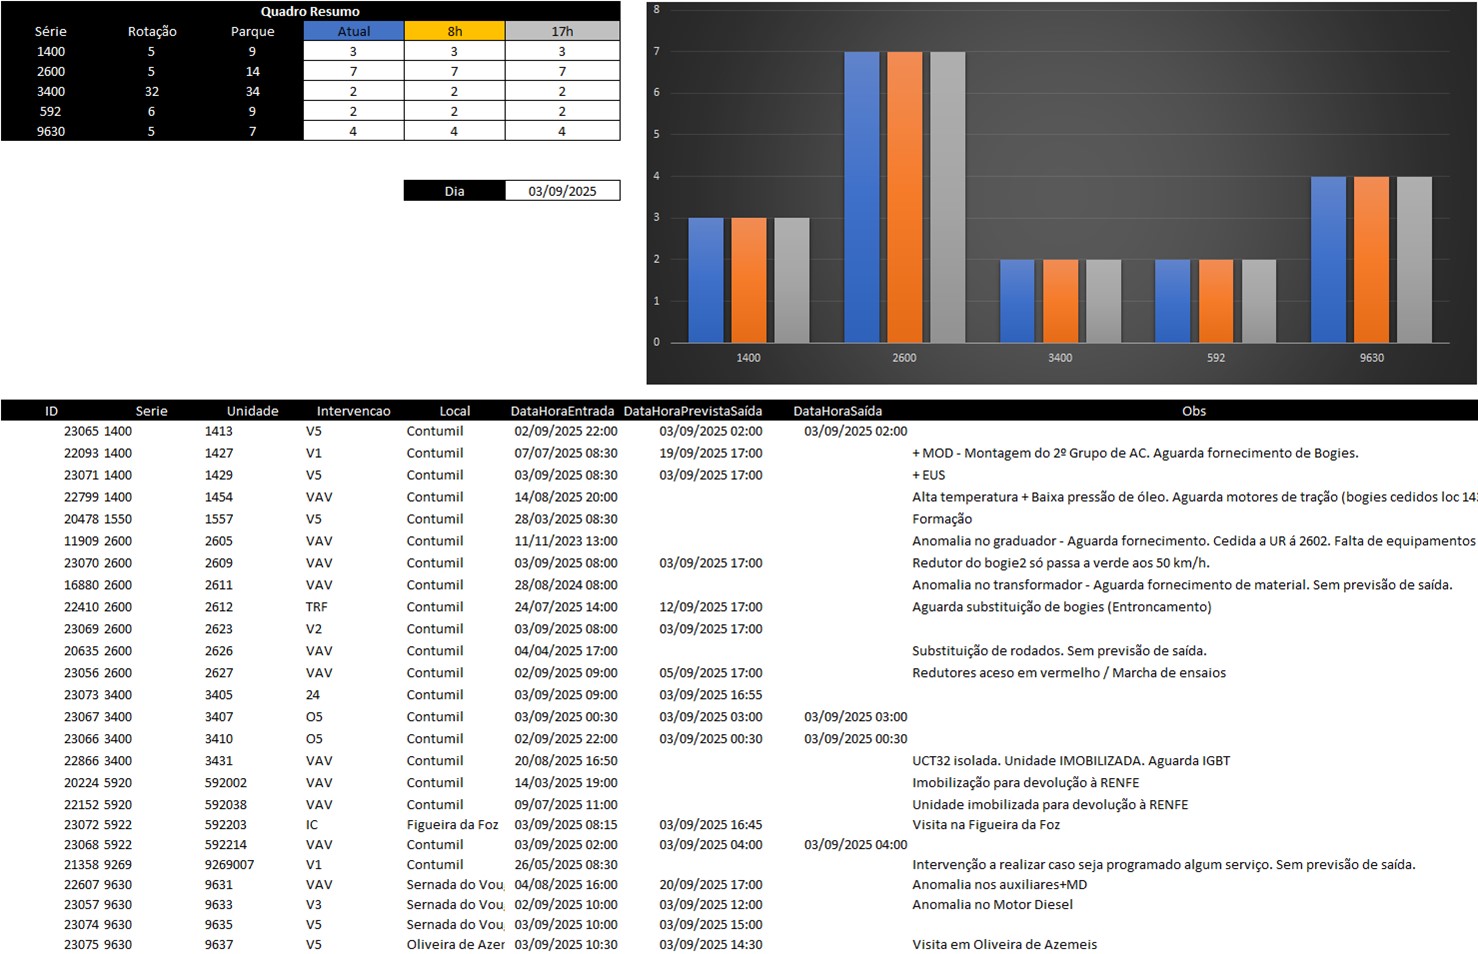 Quadro Resumo
Série Rotação Parque Atual 8h 17h
1400 5 9 3 3 3
2600 5 14 7 7 7
3400 32 34 2 2 2
592 6 9 2 2 2
9630 5 7 4 4 4
Dia 03/09/2025
8
7
6
5
4
3
2
1
0
1400 2600 3400 592 9630
ID Serie Unidade Intervencao Local DataHoraEntrada DataHoraPrevistaSaída DataHoraSaída Obs
23065 1400 1413 V5 Contumil 02/09/2025 22:00 03/09/2025 02:00 03/09/2025 02:00
22093 1400 1427 V1 Contumil 07/07/2025 08:30 19/09/2025 17:00 + MOD - Montagem do 2º Grupo de AC. Aguarda fornecimento de Bogies.
23071 1400 1429 V5 Contumil 03/09/2025 08:30 03/09/2025 17:00 + EUS
22799 1400 1454 VAV Contumil 14/08/2025 20:00 Alta temperatura + Baixa pressão de óleo. Aguarda motores de tração (bogies cedidos loc 143
20478 1550 1557 V5 Contumil 28/03/2025 08:30 Formação
11909 2600 2605 VAV Contumil 11/11/2023 13:00 Anomalia no graduador - Aguarda fornecimento. Cedida a UR á 2602. Falta de equipamentos
23070 2600 2609 VAV Contumil 03/09/2025 08:00 03/09/2025 17:00 Redutor do bogie2 só passa a verde aos 50 km/h.
16880 2600 2611 VAV Contumil 28/08/2024 08:00 Anomalia no transformador - Aguarda fornecimento de material. Sem previsão de saída.
22410 2600 2612 TRF Contumil 24/07/2025 14:00 12/09/2025 17:00 Aguarda substituição de bogies (Entroncamento)
23069 2600 2623 V2 Contumil 03/09/2025 08:00 03/09/2025 17:00
20635 2600 2626 VAV Contumil 04/04/2025 17:00 Substituição de rodados. Sem previsão de saída.
23056 2600 2627 VAV Contumil 02/09/2025 09:00 05/09/2025 17:00 Redutores aceso em vermelho / Marcha de ensaios
23073 3400 3405 24 Contumil 03/09/2025 09:00 03/09/2025 16:55
23067 3400 3407 O5 Contumil 03/09/2025 00:30 03/09/2025 03:00 03/09/2025 03:00
23066 3400 3410 O5 Contumil 02/09/2025 22:00 03/09/2025 00:30 03/09/2025 00:30
22866 3400 3431 VAV Contumil 20/08/2025 16:50 UCT32 isolada. Unidade IMOBILIZADA. Aguarda IGBT
20224 5920 592002 VAV Contumil 14/03/2025 19:00 Imobilização para devolução à RENFE
22152 5920 592038 VAV Contumil 09/07/2025 11:00 Unidade imobilizada para devolução à RENFE
23072 5922 592203 IC Figueira da Foz 03/09/2025 08:15 03/09/2025 16:45 Visita na Figueira da Foz
23068 5922 592214 VAV Contumil 03/09/2025 02:00 03/09/2025 04:00 03/09/2025 04:00
21358 9269 9269007 V1 Contumil 26/05/2025 08:30 Intervenção a realizar caso seja programado algum serviço. Sem previsão de saída.
22607 9630 9631 VAV Sernada do Voug 04/08/2025 16:00 20/09/2025 17:00 Anomalia nos auxiliares+MD
23057 9630 9633 V3 Sernada do Voug 02/09/2025 10:00 03/09/2025 12:00 Anomalia no Motor Diesel
23074 9630 9635 V5 Sernada do Voug 03/09/2025 10:00 03/09/2025 15:00
23075 9630 9637 V5 Oliveira de Azer 03/09/2025 10:30 03/09/2025 14:30 Visita em Oliveira de Azemeis